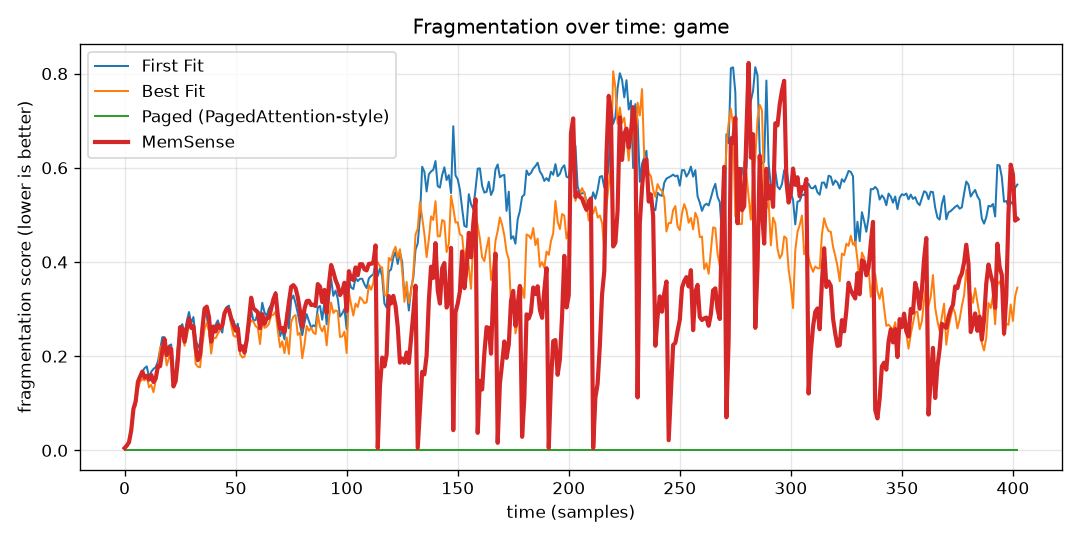 Fragmentation over time: game
fragmentation score (lower is better)
0.8
0.6
0.4
0.2
0.0
First Fit
Best Fit
Paged (PagedAttention-style)
MemSense
0 50 100 150 200 250 300 350 400
time (samples)